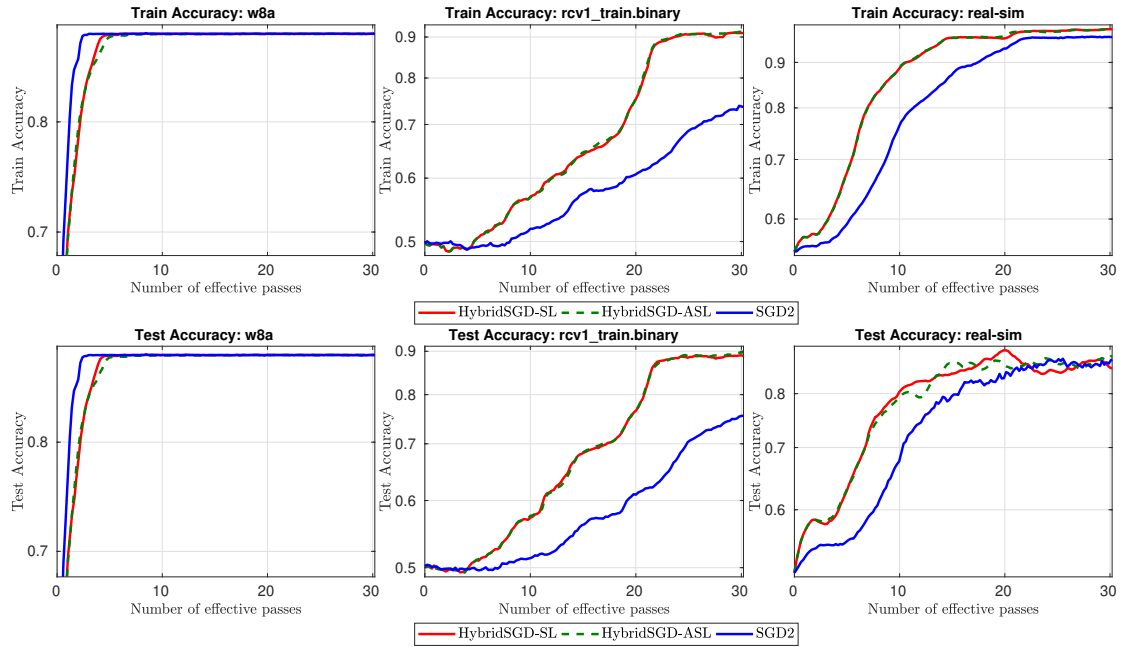 Train Accuracy: w8a
Train Accuracy: rcv1_train.binary
Train Accuracy: real-sim
Train Accuracy
0.8
0.7
0
10
20
30
Number of effective passes
Train Accuracy
0.9
0.8
0.7
0.6
0.5
0
10
20
30
Number of effective passes
Train Accuracy
0.9
0.8
0.7
0.6
0
10
20
30
Number of effective passes
HybridSGD-SL HybridSGD-ASL SGD2
Test Accuracy: w8a
Test Accuracy: rcv1_train.binary
Test Accuracy: real-sim
Test Accuracy
0.8
0.7
0
10
20
30
Number of effective passes
Test Accuracy
0.9
0.8
0.7
0.6
0.5
0
10
20
30
Number of effective passes
Test Accuracy
0.8
0.7
0.6
0
10
20
30
Number of effective passes
HybridSGD-SL HybridSGD-ASL SGD2